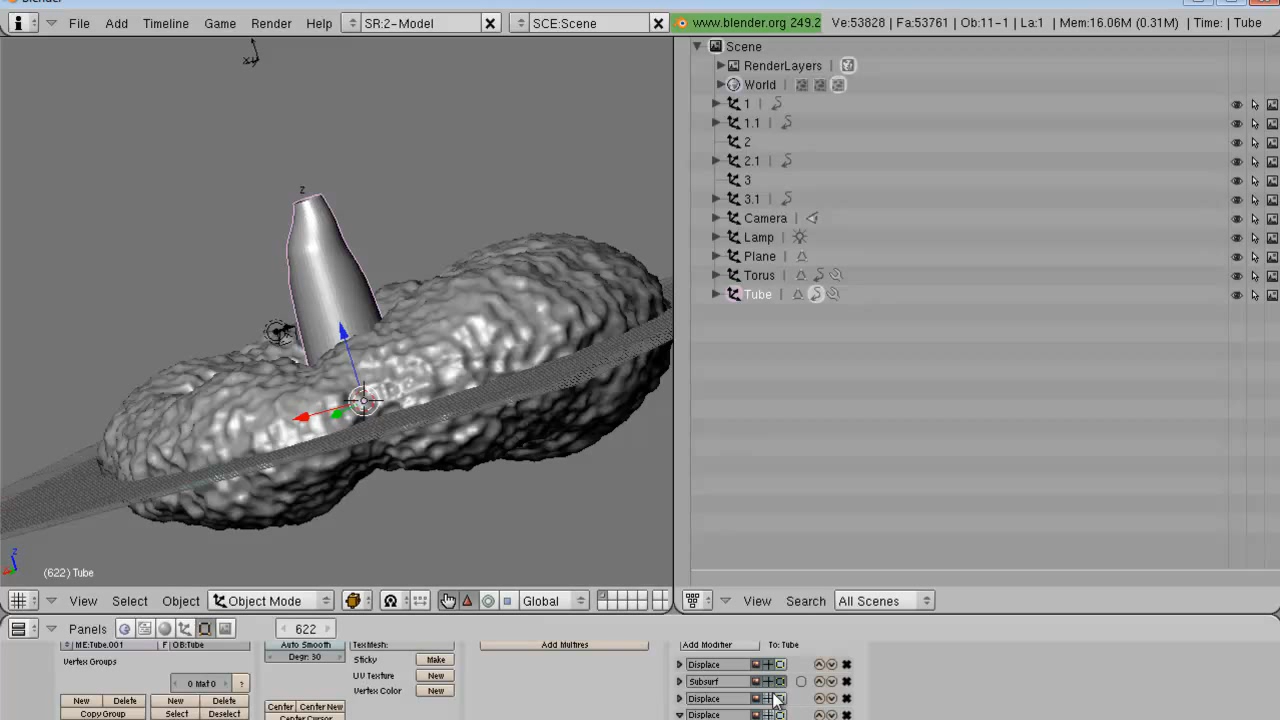 Blender
File Add Timeline Game Render Help SR:2-Model SCE:Scene www.blender.org 249.2 Ve:53828 | Fa:53761 | Ob:11-1 | La:1 | Mem:16.06M (0.31M) | Time: | Tube
Scene
RenderLayers
World
1
1.1
2
2.1
3
3.1
Camera
Lamp
Plane
Torus
Tube
z
z
(622) Tube
View Select Object Object Mode Global View Search All Scenes
Panels 622
ME:Tube.001 F OB:Tube Auto Smooth TexMesh: Add Multires Add Modifier To: Tube
Vertex Groups Degr: 30 Sticky Make Displace
0 Mat 0 ? UV Texture New Subsurf
New Delete New Delete Vertex Color New Displace
Copy Group Select Deselect Center Center New Displace
Center Cursor